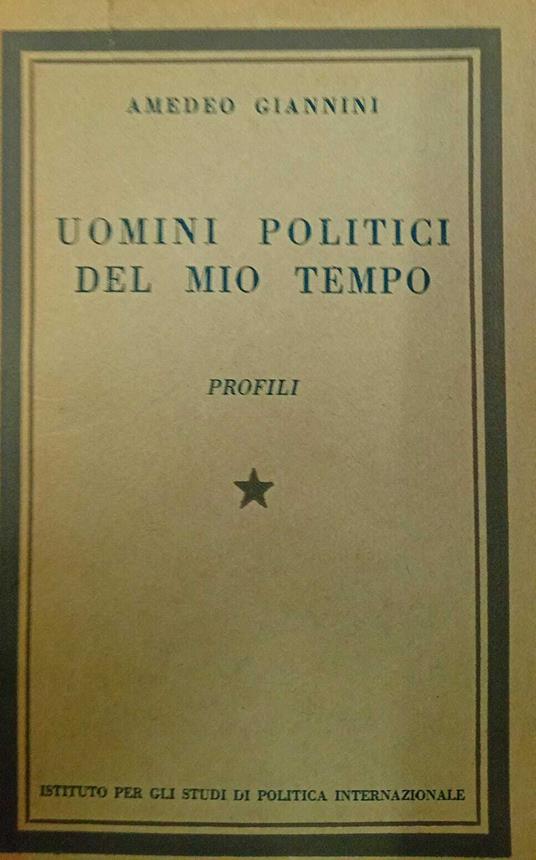 AMEDEO GIANNINI
UOMINI POLITICI
DEL MIO TEMPO
PROFILI
ISTITUTO PER GLI STUDI DI POLITICA INTERNAZIONALE